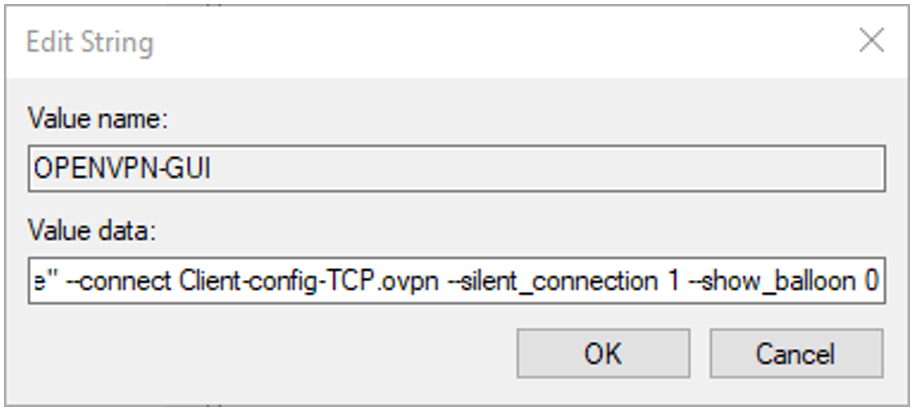 Edit String
Value name:
OPENVPN-GUI
Value data:
e" --connect Client-config-TCP.ovpn --silent_connection 1 --show_balloon 0
OK Cancel